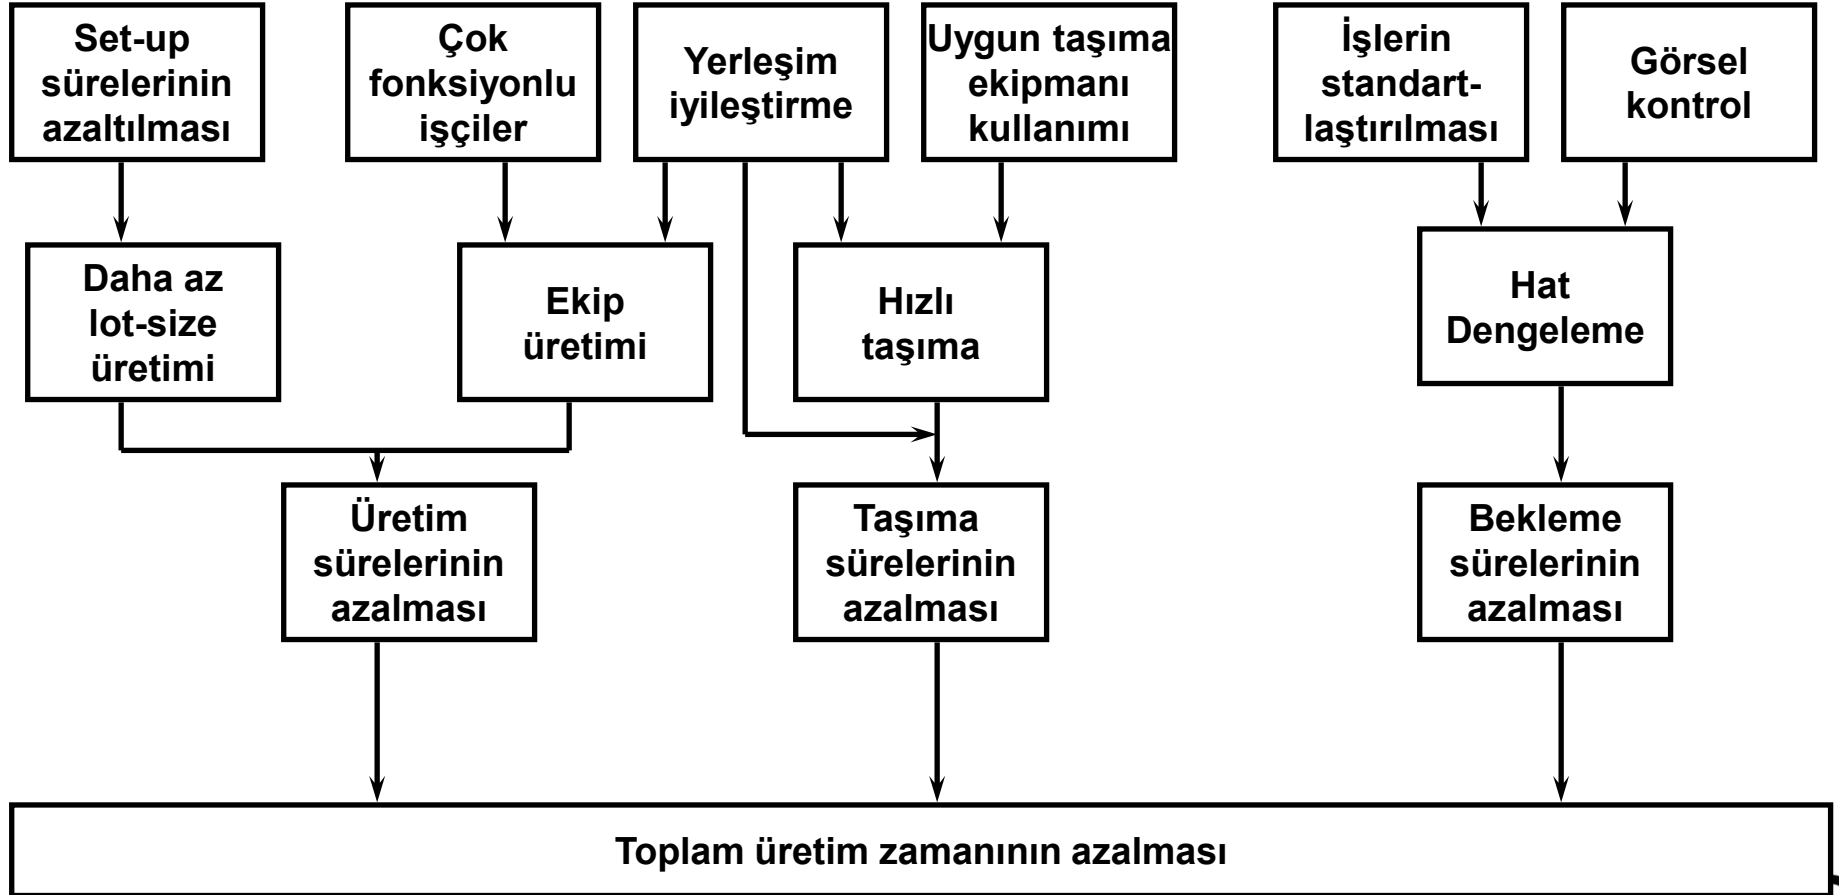 Set-up
sürelerinin
azaltılması
Çok
fonksiyonlu
işçiler
Yerleşim
iyileştirme
Uygun taşıma
ekipmanı
kullanımı
İşlerin
standart-
laştırılması
Görsel
kontrol
Daha az
lot-size
üretimi
Ekip
üretimi
Hızlı
taşıma
Hat
Dengeleme
Üretim
sürelerinin
azalması
Taşıma
sürelerinin
azalması
Bekleme
sürelerinin
azalması
Toplam üretim zamanının azalması